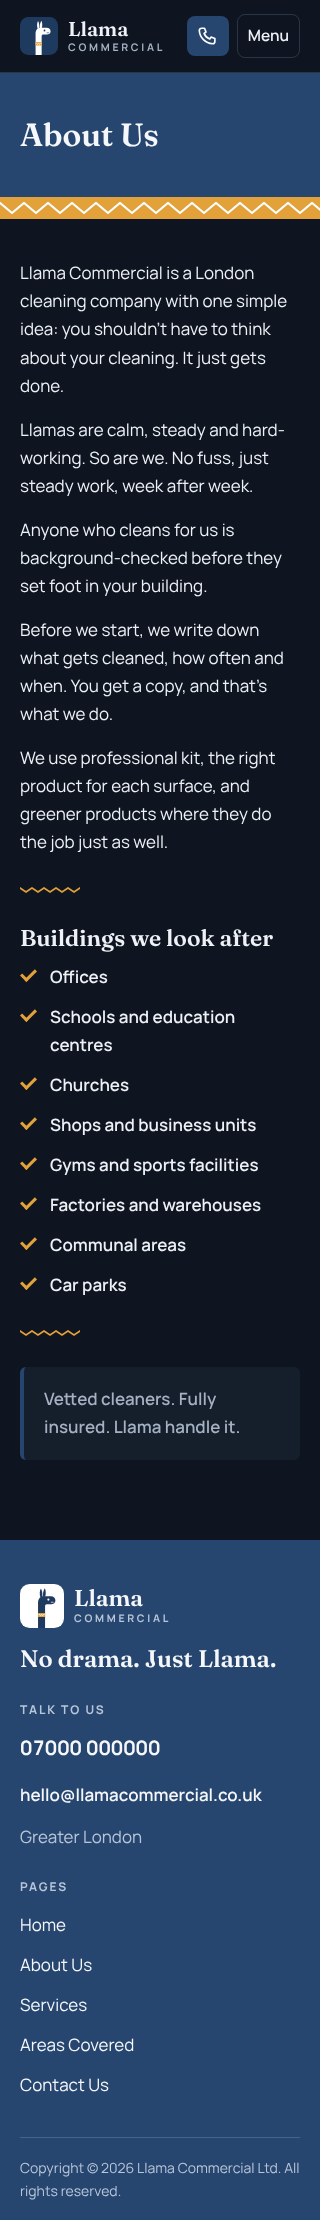 Llama
COMMERCIAL
Menu
About Us
Llama Commercial is a London
cleaning company with one simple
idea: you shouldn't have to think
about your cleaning. It just gets
done.
Llamas are calm, steady and hard-
working. So are we. No fuss, just
steady work, week after week.
Anyone who cleans for us is
background-checked before they
set foot in your building.
Before we start, we write down
what gets cleaned, how often and
when. You get a copy, and that's
what we do.
We use professional kit, the right
product for each surface, and
greener products where they do
the job just as well.
Buildings we look after
Offices
Schools and education
centres
Churches
Shops and business units
Gyms and sports facilities
Factories and warehouses
Communal areas
Car parks
Vetted cleaners. Fully
insured. Llama handle it.
Llama
COMMERCIAL
No drama. Just Llama.
TALK TO US
07000 000000
hello@llamacommercial.co.uk
Greater London
PAGES
Home
About Us
Services
Areas Covered
Contact Us
Copyright © 2026 Llama Commercial Ltd. All
rights reserved.